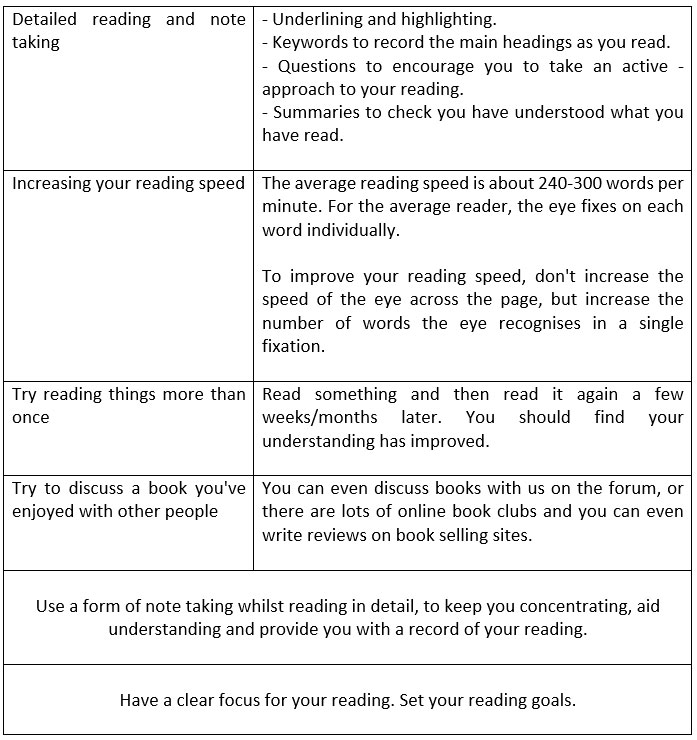 Detailed reading and note
taking
- Underlining and highlighting.
- Keywords to record the main headings as you read.
- Questions to encourage you to take an active -
approach to your reading.
- Summaries to check you have understood what you
have read.
Increasing your reading speed
The average reading speed is about 240-300 words per
minute. For the average reader, the eye fixes on each
word individually.
To improve your reading speed, don't increase the
speed of the eye across the page, but increase the
number of words the eye recognises in a single
fixation.
Try reading things more than
once
Read something and then read it again a few
weeks/months later. You should find your
understanding has improved.
Try to discuss a book you've
enjoyed with other people
You can even discuss books with us on the forum, or
there are lots of online book clubs and you can even
write reviews on book selling sites.
Use a form of note taking whilst reading in detail, to keep you concentrating, aid
understanding and provide you with a record of your reading.
Have a clear focus for your reading. Set your reading goals.